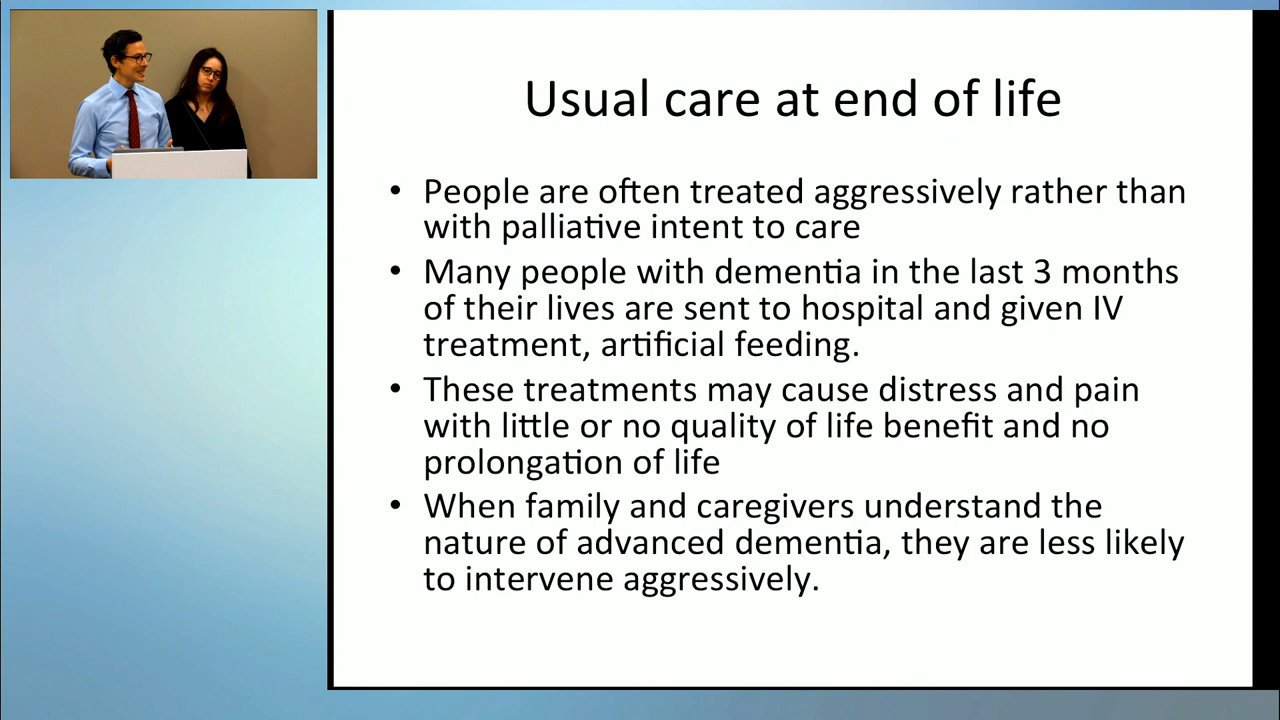 Usual care at end of life
• People are often treated aggressively rather than
with palliative intent to care
• Many people with dementia in the last 3 months
of their lives are sent to hospital and given IV
treatment, artificial feeding.
• These treatments may cause distress and pain
with little or no quality of life benefit and no
prolongation of life
• When family and caregivers understand the
nature of advanced dementia, they are less likely
to intervene aggressively.